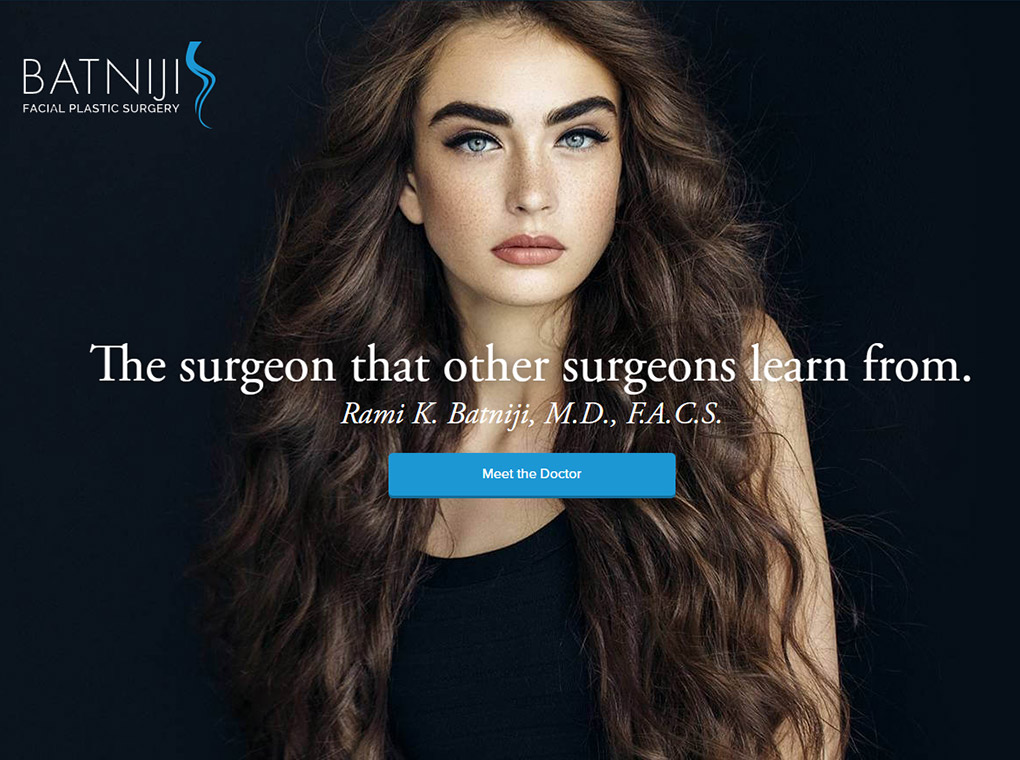 BATNIJI
FACIAL PLASTIC SURGERY
The surgeon that other surgeons learn from.
Rami K. Batniji, M.D., F.A.C.S.
Meet the Doctor